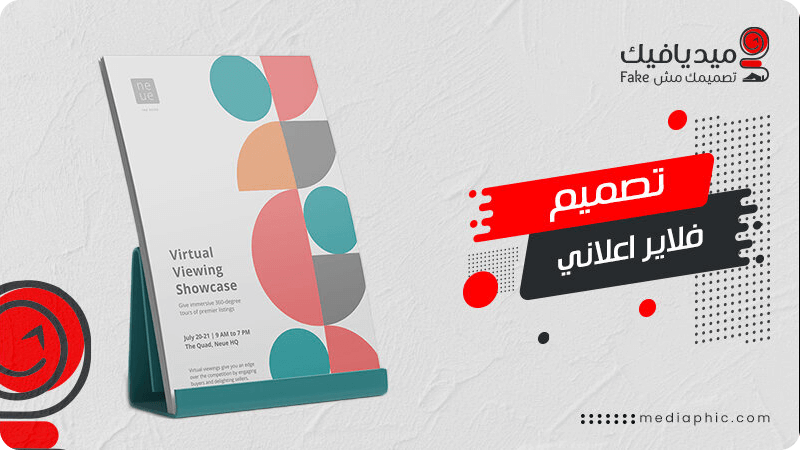 ميديافيك
تصميمك مش Fake
تصميم
فلاير اعلاني
ne
ue
Virtual
Viewing
Showcase
Give immersive 360-degree
tours of premier listings
July 20-21 | 9 AM to 7 PM
The Quad, Neue HQ
Virtual viewings give you an edge
over the competition by engaging
buyers and delighting sellers.
mediaphic.com